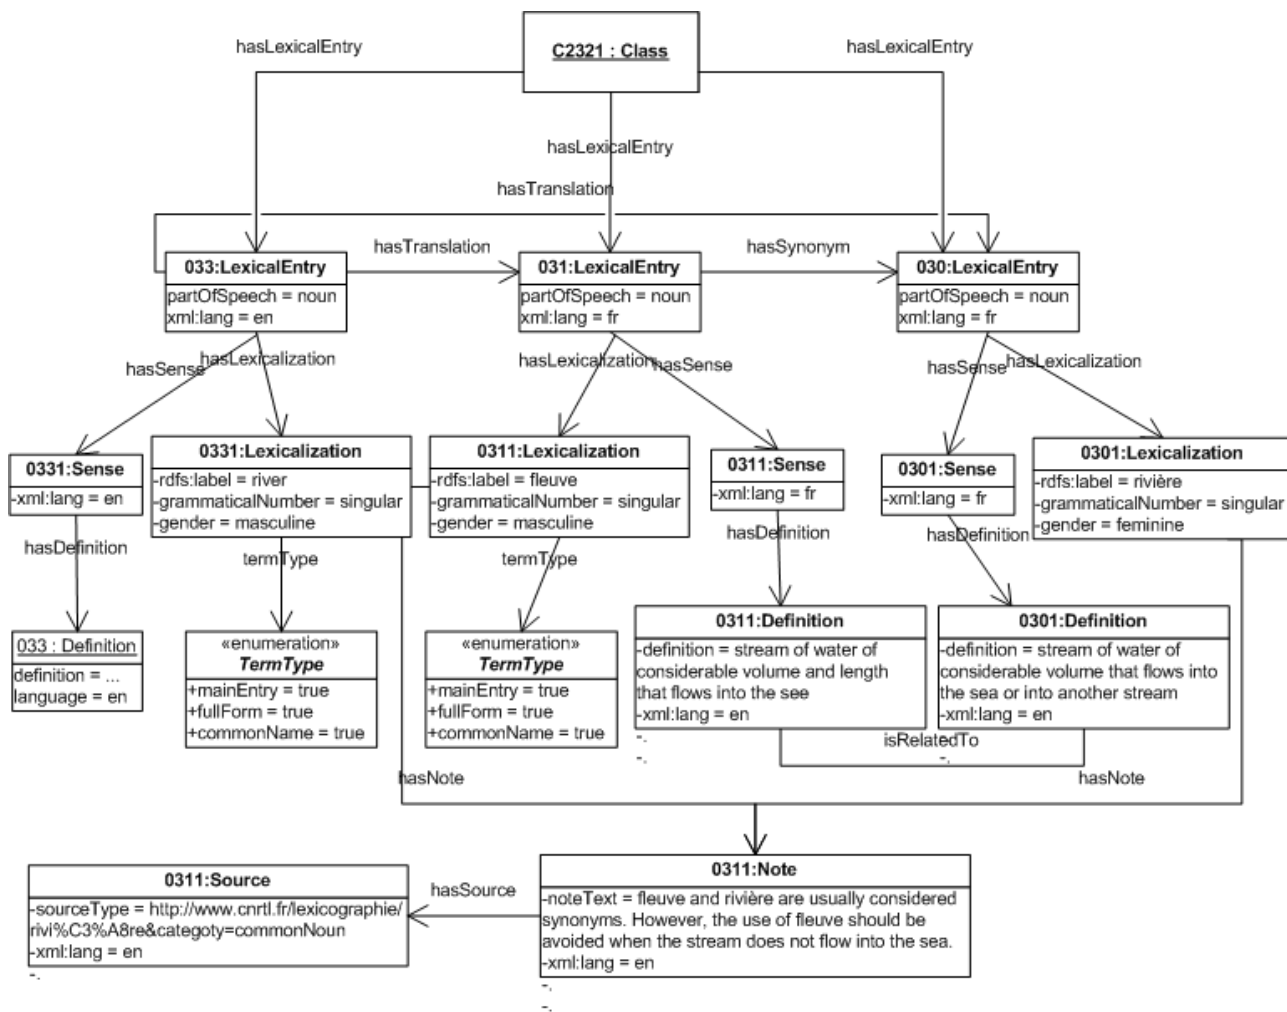 hasLexicalEntry
C2321 : Class
hasLexicalEntry
hasLexicalEntry
hasTranslation
hasTranslation
hasSynonym
033:LexicalEntry
partOfSpeech = noun
xml:lang = en
031:LexicalEntry
partOfSpeech = noun
xml:lang = fr
030:LexicalEntry
partOfSpeech = noun
xml:lang = fr
hasSense
hasLexicalization
hasLexicalization
hasSense
hasSense
hasLexicalization
0331:Sense
-xml:lang = en
0331:Lexicalization
-rdfs:label = river
-grammaticalNumber = singular
-gender = masculine
0311:Lexicalization
-rdfs:label = fleuve
-grammaticalNumber = singular
-gender = masculine
0311:Sense
-xml:lang = fr
0301:Sense
-xml:lang = fr
0301:Lexicalization
-rdfs:label = rivière
-grammaticalNumber = singular
-gender = feminine
hasDefinition
termType
termType
hasDefinition
hasDefinition
033 : Definition
definition = ...
language = en
«enumeration»
TermType
+mainEntry = true
+fullForm = true
+commonName = true
«enumeration»
TermType
+mainEntry = true
+fullForm = true
+commonName = true
0311:Definition
-definition = stream of water of
considerable volume and length
that flows into the see
-xml:lang = en
-.
-.
0301:Definition
-definition = stream of water of
considerable volume that flows into
the sea or into another stream
-xml:lang = en
-.
-.
isRelatedTo
hasNote
hasNote
0311:Source
-sourceType = http://www.cnrtl.fr/lexicographie/
rivi%C3%A8re&categoty=commonNoun
-xml:lang = en
-.
hasSource
0311:Note
-noteText = fleuve and rivière are usually considered
synonyms. However, the use of fleuve should be
avoided when the stream does not flow into the sea.
-xml:lang = en
-.
-.